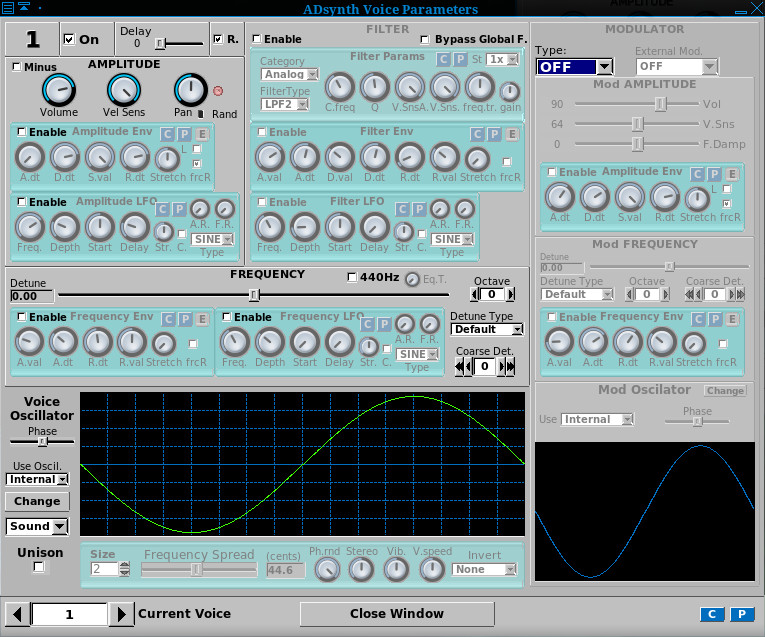 ADsynth Voice Parameters
1
On
Delay
0
R.
Minus
AMPLITUDE
Volume
Vel Sens
Pan
Rand
Enable
Amplitude Env
C
P
E
A.dt
D.dt
S.val
R.dt
Stretch
L
frcR
Enable
Amplitude LFO
C
P
A.R.
F.R.
Freq.
Depth
Start
Delay
Str.
C.
SINE
Type
FILTER
Enable
Bypass Global F.
Category
Analog
FilterType
LPF2
Filter Params
C
P
St
1x
C.freq
Q
V.SnsA.
V.Sns.
freq.tr.
gain
Enable
Filter Env
C
P
E
A.val
A.dt
D.val
D.dt
R.dt
R.val
Stretch
frcR
Enable
Filter LFO
C
P
A.R.
F.R.
Freq.
Depth
Start
Delay
Str.
C.
SINE
Type
FREQUENCY
Detune
0.00
440Hz
Eq.T.
Octave
0
Enable
Frequency Env
C
P
E
A.val
A.dt
R.dt
R.val
Stretch
frcR
Enable
Frequency LFO
C
P
A.R.
F.R.
Freq.
Depth
Start
Delay
Str.
C.
SINE
Type
Detune Type
Default
Coarse Det.
0
Voice
Oscillator
Phase
Use Oscil.
Internal
Change
Sound
Unison
Size
2
Frequency Spread
(cents)
44.6
Ph.rnd
Stereo
Vib.
V.speed
Invert
None
MODULATOR
Type:
OFF
External Mod.
OFF
Mod AMPLITUDE
90
Vol
64
V.Sns
0
F.Damp
Enable
Amplitude Env
C
P
E
A.dt
D.dt
S.val
R.dt
Stretch
L
frcR
Mod FREQUENCY
Detune
0.00
Detune Type
Default
Octave
0
Coarse Det.
0
Enable
Frequency Env
C
P
E
A.val
A.dt
R.dt
R.val
Stretch
frcR
Mod Oscilator
Change
Use
Internal
Phase
1
Current Voice
Close Window
C
P